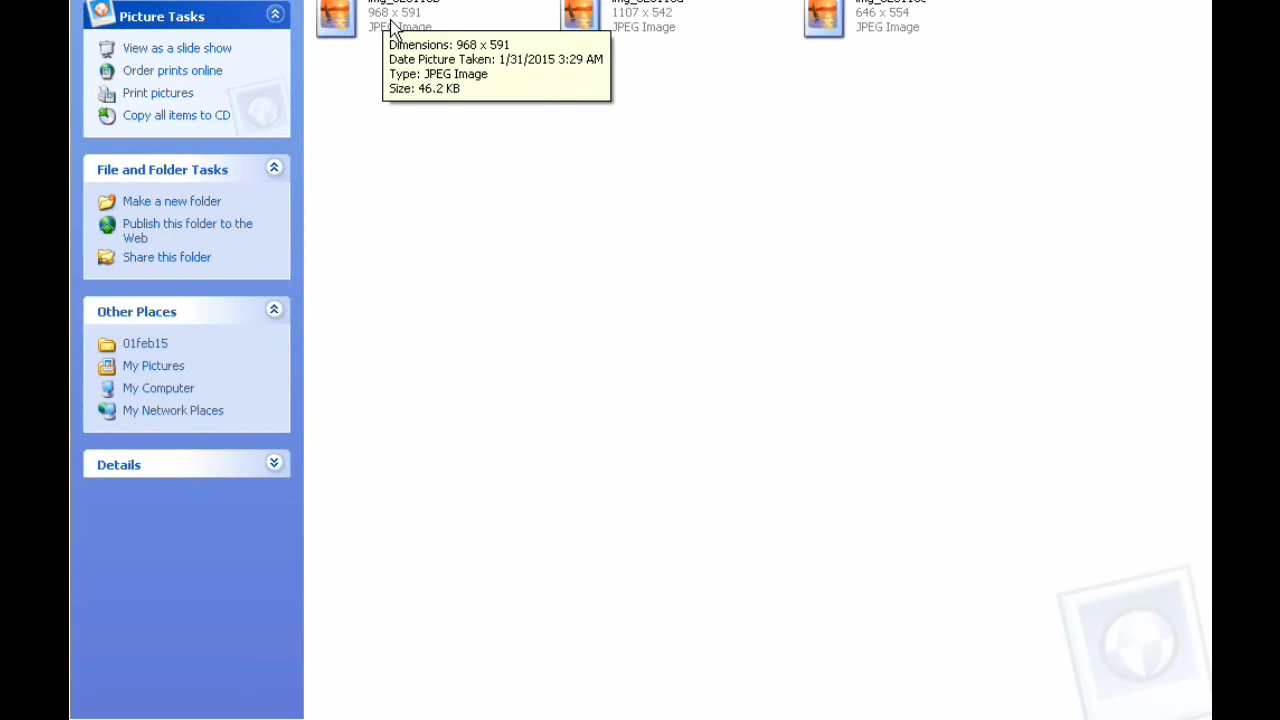 Picture Tasks
View as a slide show
Order prints online
Print pictures
Copy all items to CD
File and Folder Tasks
Make a new folder
Publish this folder to the
Web
Share this folder
Other Places
01feb15
My Pictures
My Computer
My Network Places
Details
968 x 591
JPEG Image
1107 x 542
JPEG Image
646 x 554
JPEG Image
Dimensions: 968 x 591
Date Picture Taken: 1/31/2015 3:29 AM
Type: JPEG Image
Size: 46.2 KB